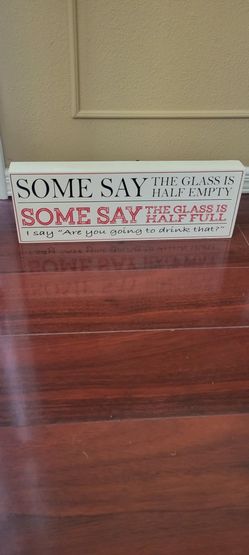 SOME SAY THE GLASS IS HALF EMPTY
SOME SAY THE GLASS IS HALF FULL
I say "Are you going to drink that?"